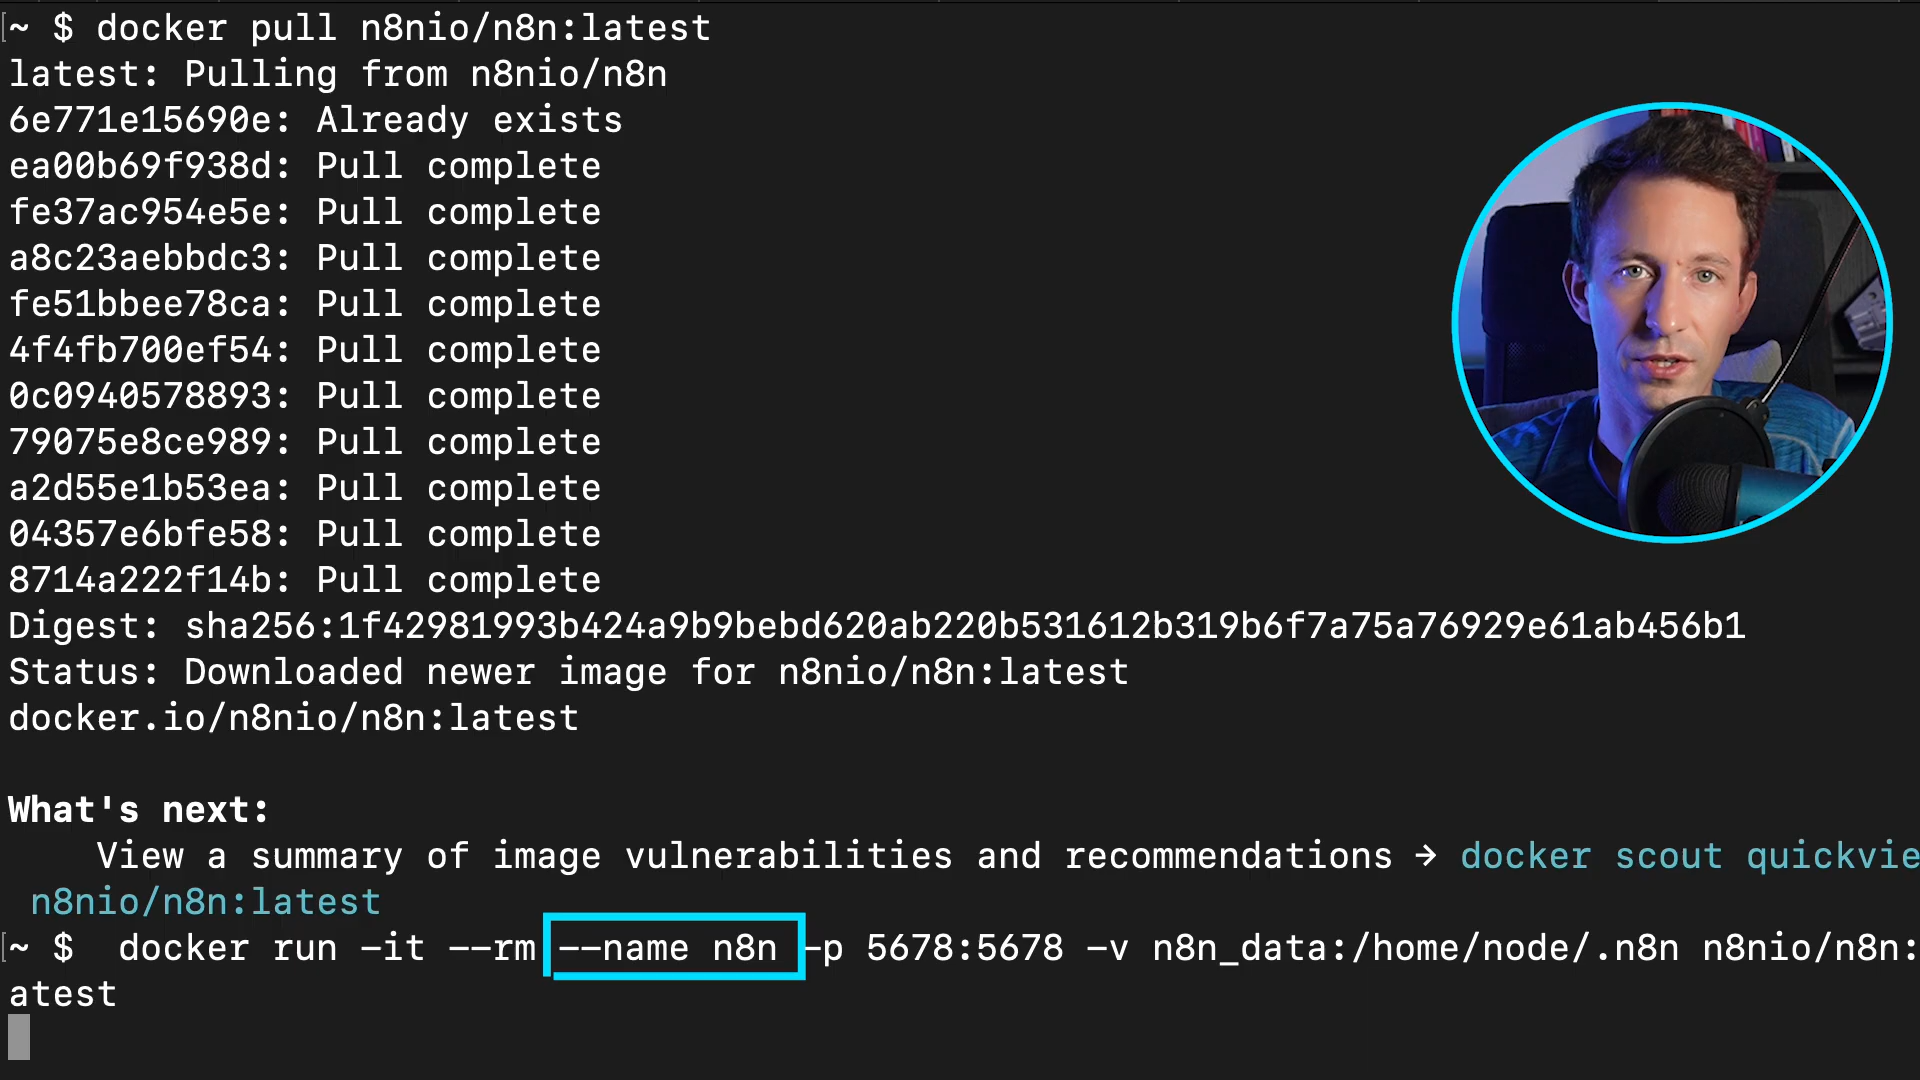 ~ $ docker pull n8nio/n8n:latest
latest: Pulling from n8nio/n8n
6e771e15690e: Already exists
ea00b69f938d: Pull complete
fe37ac954e5e: Pull complete
a8c23aebbdc3: Pull complete
fe51bbee78ca: Pull complete
4f4fb700ef54: Pull complete
0c0940578893: Pull complete
79075e8ce989: Pull complete
a2d55e1b53ea: Pull complete
04357e6bfe58: Pull complete
8714a222f14b: Pull complete
Digest: sha256:1f42981993b424a9b9bebd620ab220b531612b319b6f7a75a76929e61ab456b1
Status: Downloaded newer image for n8nio/n8n:latest
docker.io/n8nio/n8n:latest
What's next:
View a summary of image vulnerabilities and recommendations → docker scout quickvie
n8nio/n8n:latest
~ $ docker run -it --rm --name n8n -p 5678:5678 -v n8n_data:/home/node/.n8n n8nio/n8n:
atest